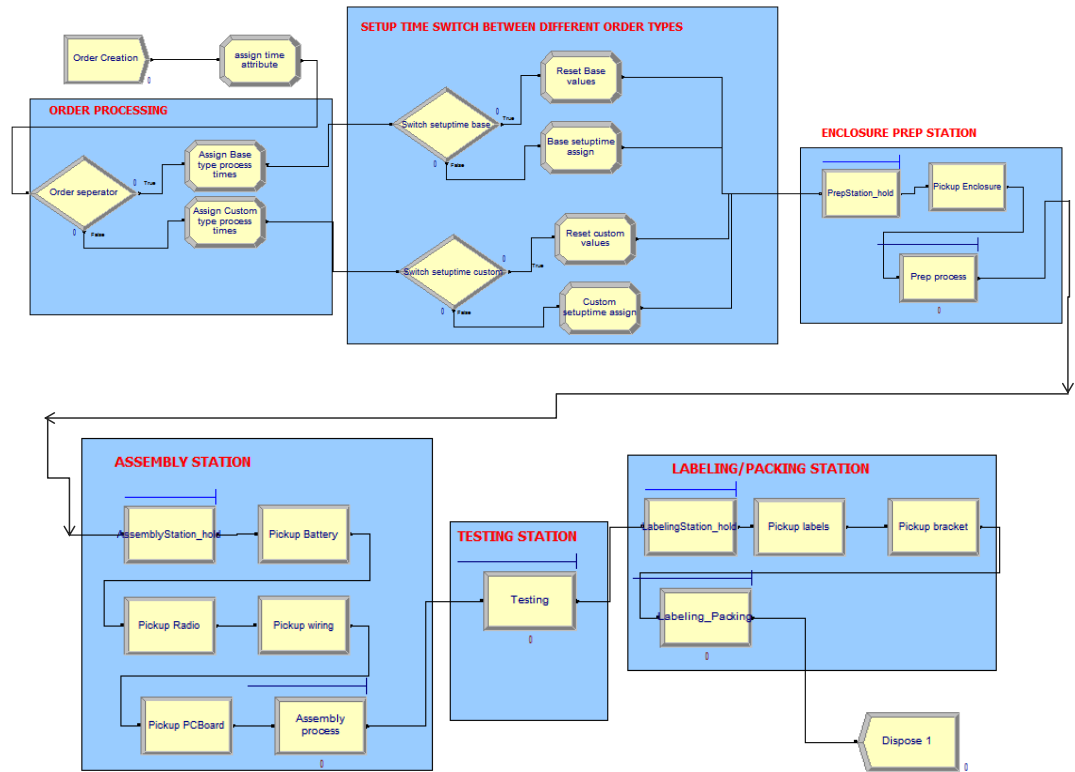 SETUP TIME SWITCH BETWEEN DIFFERENT ORDER TYPES
Order Creation
0
assign time
attribute
Reset Base
values
ORDER PROCESSING
Switch setuptime base
0
True
0
False
Base setuptime
assign
ENCLOSURE PREP STATION
Order seperator
0
True
0
False
Assign Base
type process
times
Assign Custom
type process
times
PrepStation_hold
Pickup Enclosure
Reset custom
values
Switch setuptime custom
0
True
0
False
Custom
setuptime assign
Prep process
0
ASSEMBLY STATION
AssemblyStation_hold
Pickup Battery
Pickup Radio
Pickup wiring
Pickup PCBoard
Assembly
process
0
TESTING STATION
Testing
0
LABELING/PACKING STATION
LabelingStation_hold
Pickup labels
Pickup bracket
Labeling_Packing
0
Dispose 1
0